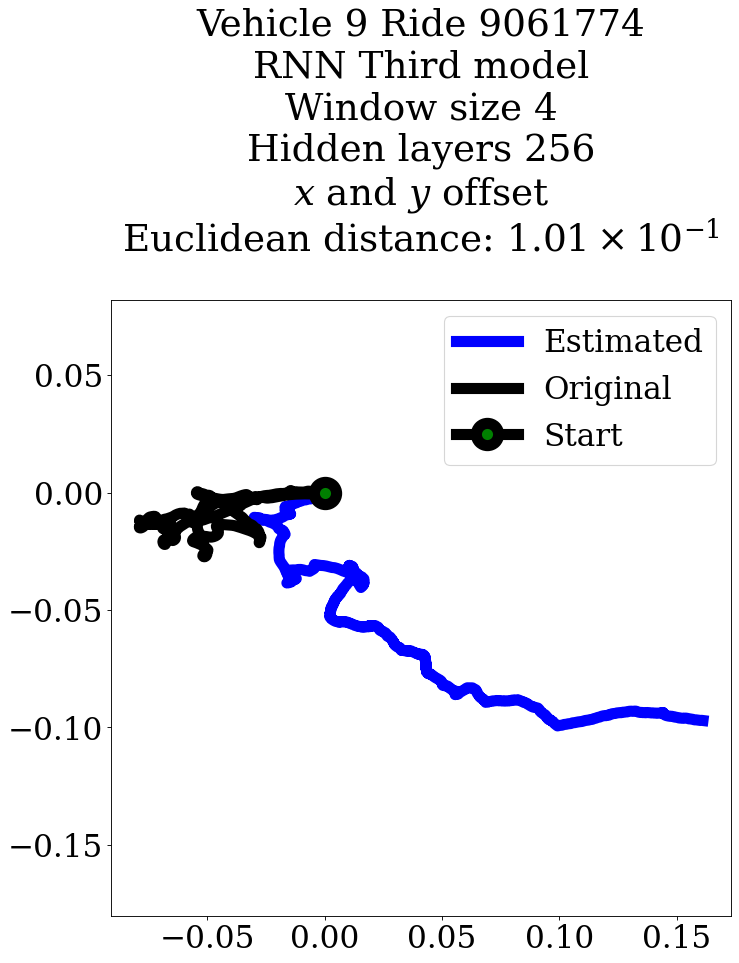 Vehicle 9 Ride 9061774
RNN Third model
Window size 4
Hidden layers 256
x and y offset
Euclidean distance: 1.01 × 10⁻¹
Estimated
Original
Start
0.05
0.00
−0.05
−0.10
−0.15
−0.05 0.00 0.05 0.10 0.15